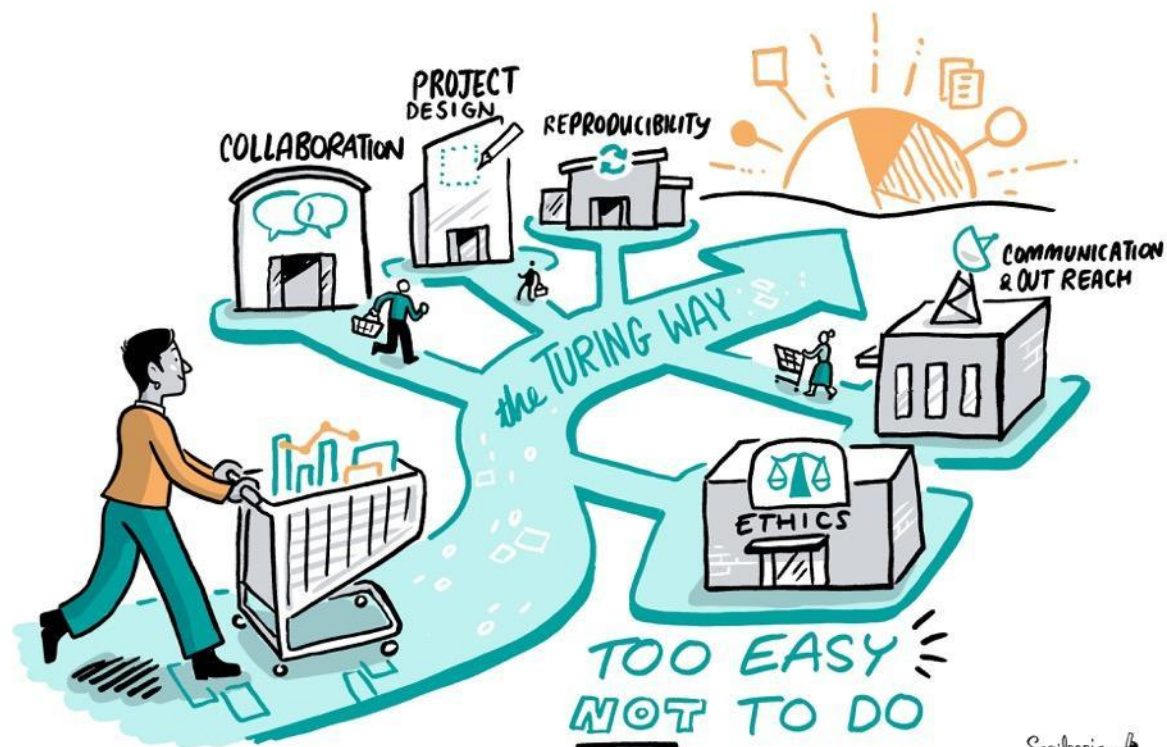 PROJECT
DESIGN
COLLABORATION
REPRODUCIBILITY
COMMUNICATION
& OUT REACH
the TURING WAY
ETHICS
TOO EASY
NOT TO DO